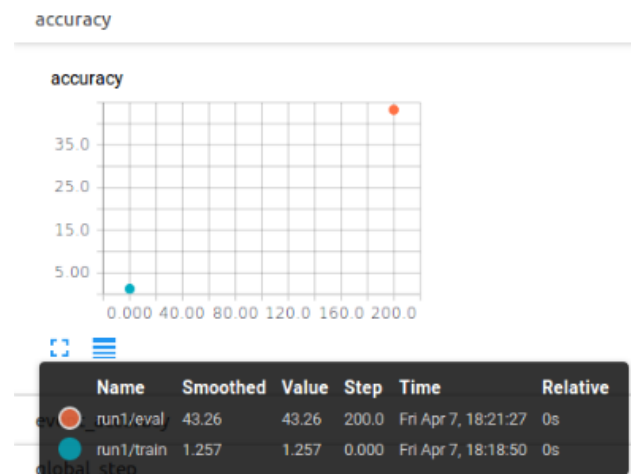 accuracy
accuracy
35.0
25.0
15.0
5.00
0.000 40.00 80.00 120.0 160.0 200.0
Name Smoothed Value Step Time Relative
run1/eval 43.26 43.26 200.0 Fri Apr 7, 18:21:27 0s
run1/train 1.257 1.257 0.000 Fri Apr 7, 18:18:50 0s
global_step